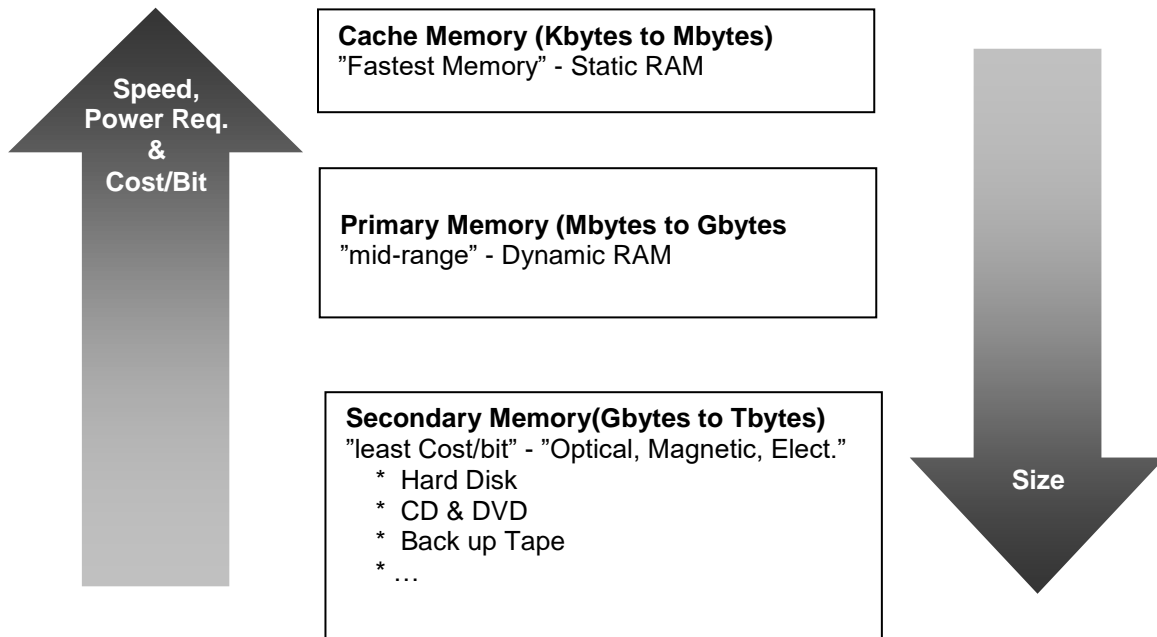 Speed,
Power Req.
&
Cost/Bit
Cache Memory (Kbytes to Mbytes)
”Fastest Memory” - Static RAM
Primary Memory (Mbytes to Gbytes
”mid-range” - Dynamic RAM
Secondary Memory(Gbytes to Tbytes)
”least Cost/bit” - ”Optical, Magnetic, Elect.”
* Hard Disk
* CD & DVD
* Back up Tape
* …
Size